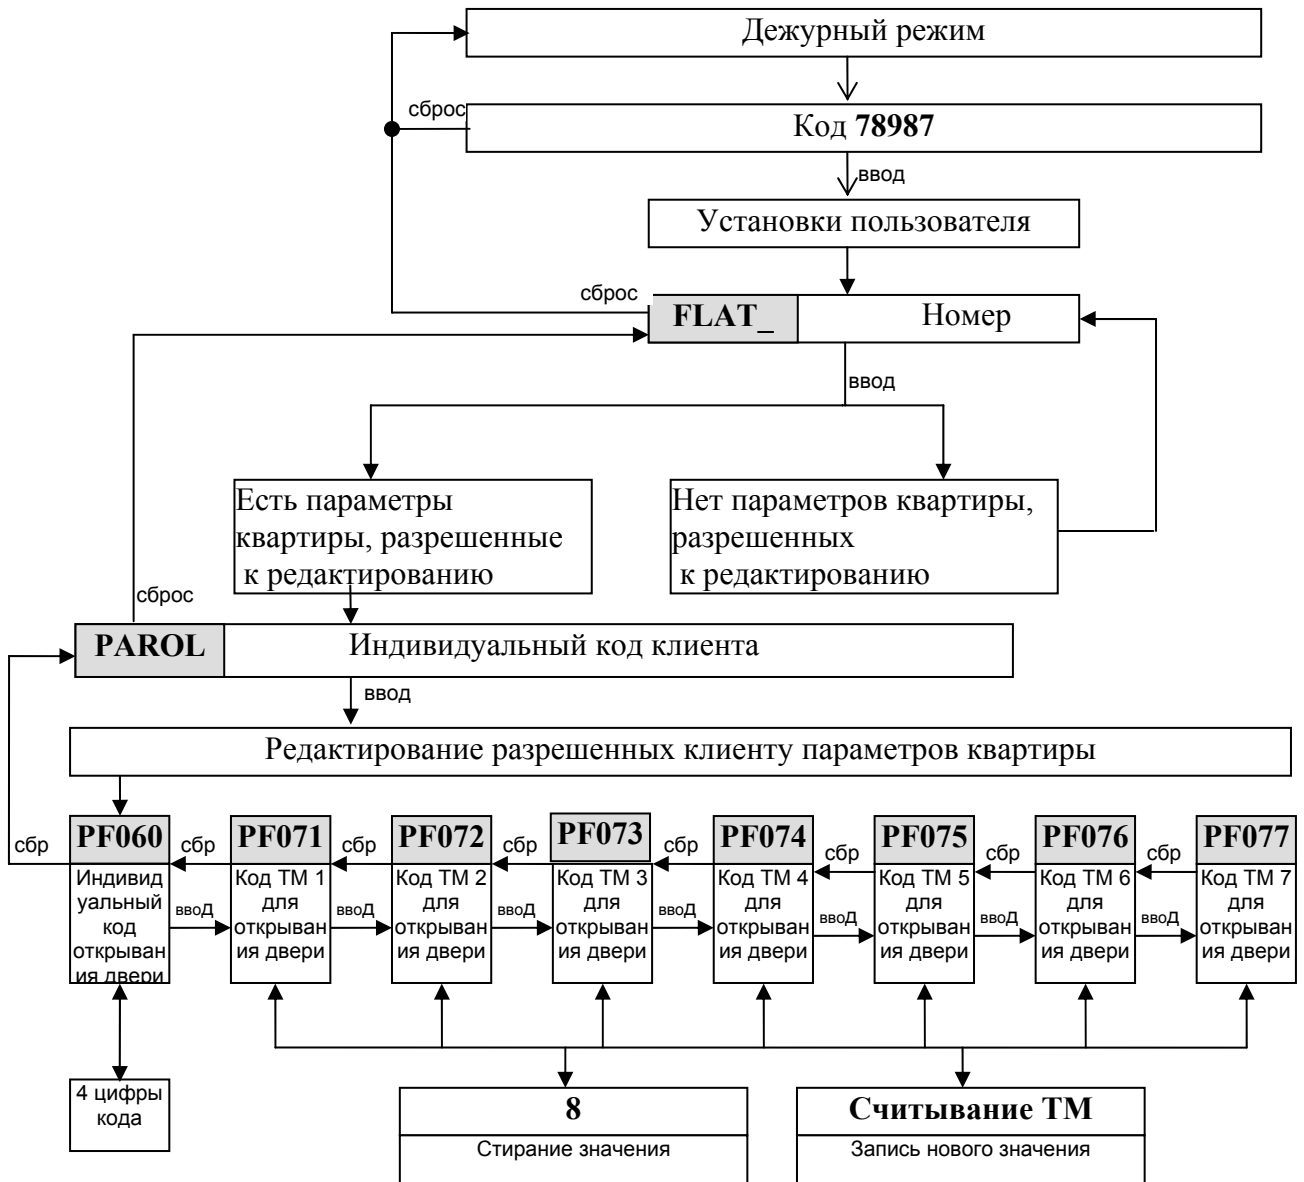 Дежурный режим
сброс
Код 78987
ввод
Установки пользователя
сброс
FLAT_
Номер
ввод
Есть параметры
квартиры, разрешенные
к редактированию
Нет параметров квартиры,
разрешенных
к редактированию
сброс
PAROL
Индивидуальный код клиента
ввод
Редактирование разрешенных клиенту параметров квартиры
сбр
PF060
сбр
PF071
сбр
PF072
сбр
PF073
сбр
PF074
сбр
PF075
сбр
PF076
сбр
PF077
Индивид
уальный
код
открыван
ия двери
ввоД
Код ТМ 1
для
открыван
ия двери
ввоД
Код ТМ 2
для
открыван
ия двери
ввоД
Код ТМ 3
для
открыван
ия двери
ввоД
Код ТМ 4
для
открыван
ия двери
ввоД
Код ТМ 5
для
открыван
ия двери
ввоД
Код ТМ 6
для
открыван
ия двери
ввоД
Код ТМ 7
для
открыван
ия двери
4 цифры
кода
8
Стирание значения
Считывание ТМ
Запись нового значения